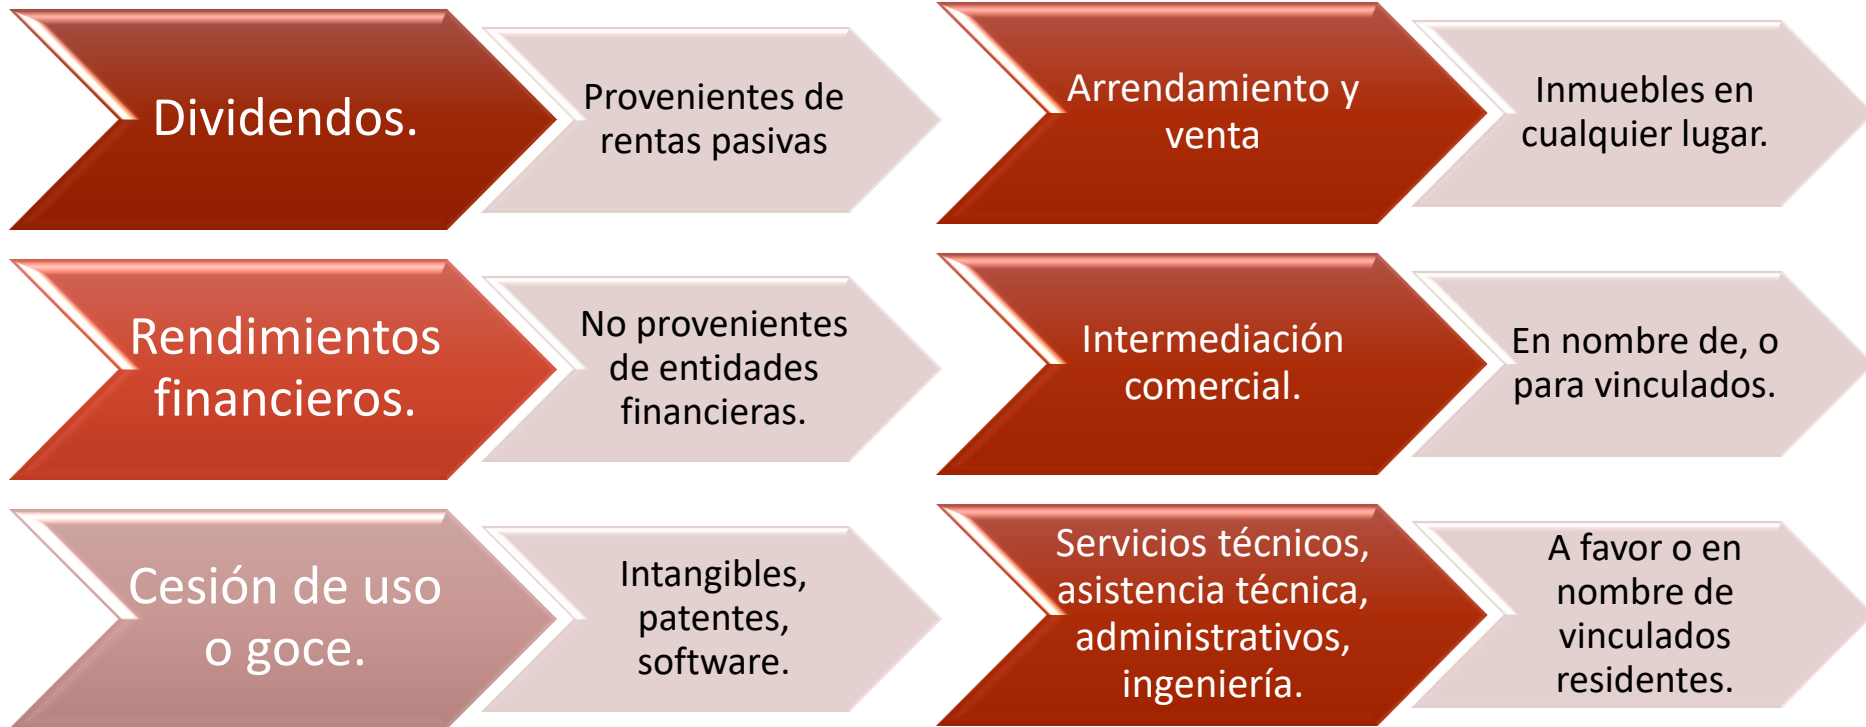 Dividendos.
Provenientes de
rentas pasivas
Rendimientos
financieros.
No provenientes
de entidades
financieras.
Cesión de uso
o goce.
Intangibles,
patentes,
software.
Arrendamiento y
venta
Inmuebles en
cualquier lugar.
Intermediación
comercial.
En nombre de, o
para vinculados.
Servicios técnicos,
asistencia técnica,
administrativos,
ingeniería.
A favor o en
nombre de
vinculados
residentes.